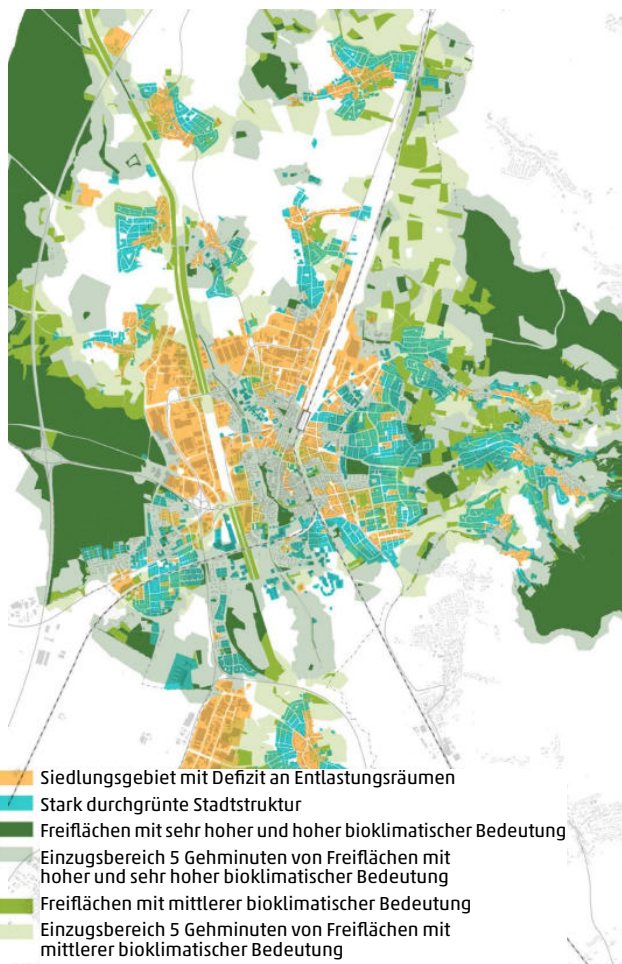 Siedlungsgebiet mit Defizit an Entlastungsräumen
Stark durchgrünte Stadtstruktur
Freiflächen mit sehr hoher und hoher bioklimatischer Bedeutung
Einzugsbereich 5 Gehminuten von Freiflächen mit
hoher und sehr hoher bioklimatischer Bedeutung
Freiflächen mit mittlerer bioklimatischer Bedeutung
Einzugsbereich 5 Gehminuten von Freiflächen mit
mittlerer bioklimatischer Bedeutung